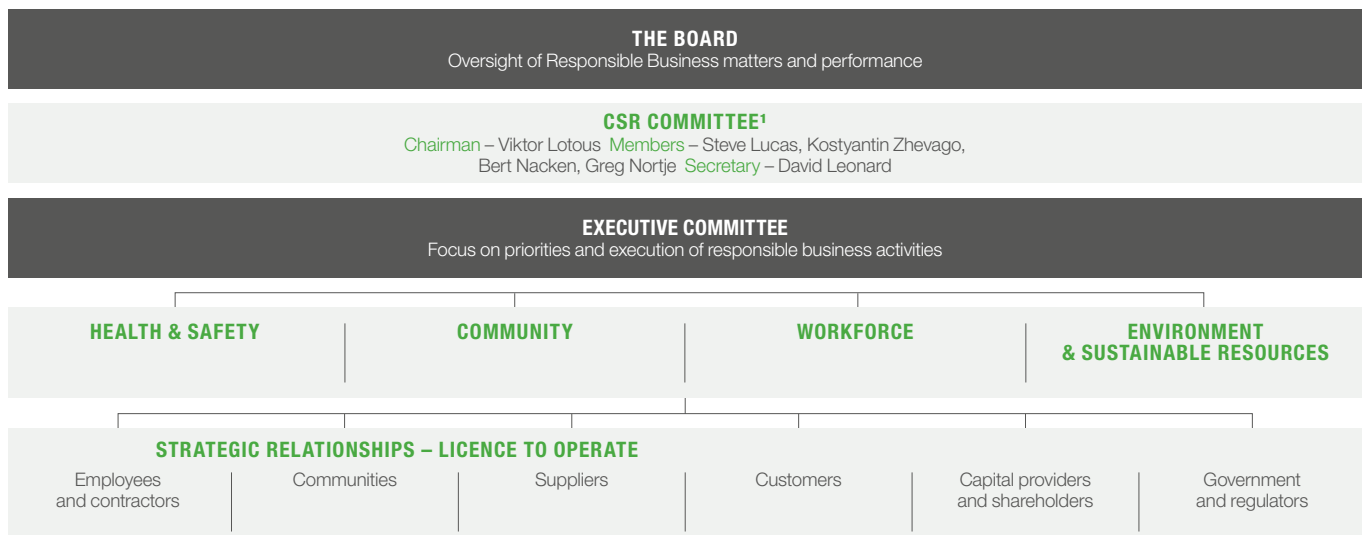 THE BOARD
Oversight of Responsible Business matters and performance
CSR COMMITTEE¹
Chairman – Viktor Lotous Members – Steve Lucas, Kostyantin Zhevago,
Bert Nacken, Greg Nortje Secretary – David Leonard
EXECUTIVE COMMITTEE
Focus on priorities and execution of responsible business activities
HEALTH & SAFETY
COMMUNITY
WORKFORCE
ENVIRONMENT
& SUSTAINABLE RESOURCES
STRATEGIC RELATIONSHIPS – LICENCE TO OPERATE
Employees
and contractors
Communities
Suppliers
Customers
Capital providers
and shareholders
Government
and regulators